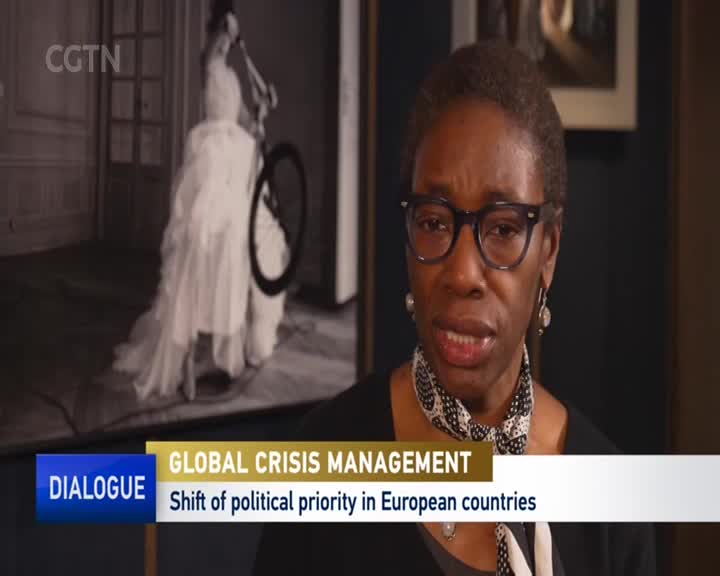 CGTN
GLOBAL CRISIS MANAGEMENT
DIALOGUE
Shift of political priority in European countries